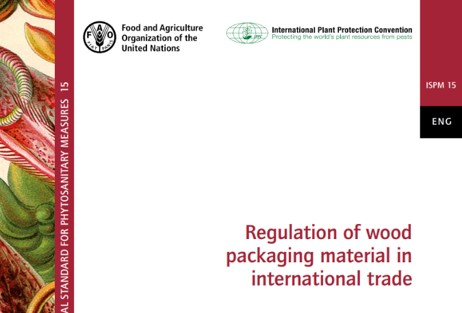 Food and Agriculture
Organization of the
United Nations
International Plant Protection Convention
Protecting the world's plant resources from pests
ISPM 15
ENG
AL STANDARD FOR PHYTOSANITARY MEASURES 15
Regulation of wood
packaging material in
international trade